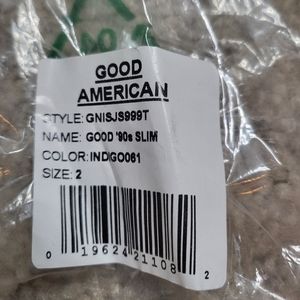 GOOD
AMERICAN
STYLE: GNISJS999T
NAME: GOOD '90s SLIM
COLOR: INDGO061
SIZE: 2
0 19624 21108 2